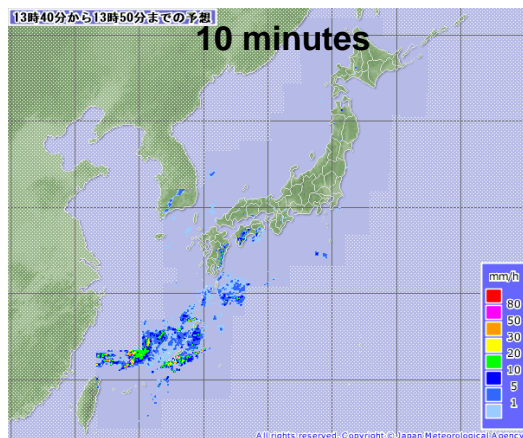 13時40分から13時50分までの予想
10 minutes
mm/h
80
50
30
20
10
5
1
All rights reserved. Copyright © Japan Meteorological Agency